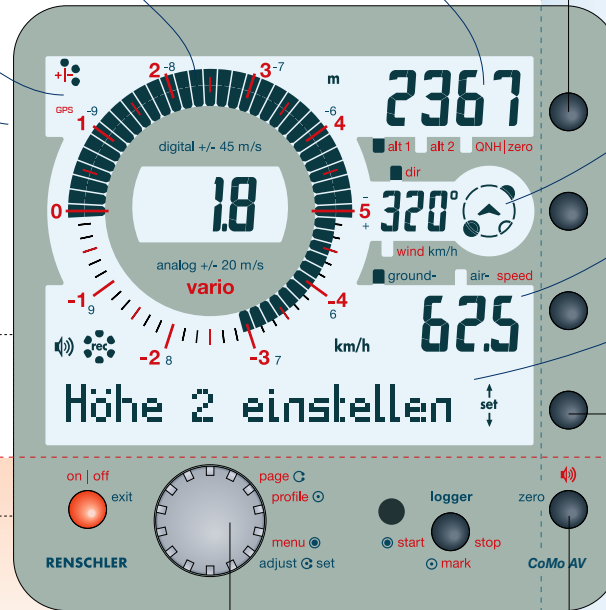 +|-
GPS
0
1
-9
2
-8
3
-7
4
-6
5
-4
6
-3
7
-2
8
-1
9
digital +/- 45 m/s
1.8
analog +/- 20 m/s
vario
m
2367
alt 1 alt 2 QNH|zero
dir
-
+
320°
wind km/h
ground- air- speed
km/h
62.5
rec
Höhe 2 einstellen
set
on | off
exit
page
profile
menu
adjust set
logger
start
stop
mark
zero
RENSCHLER
CoMo AV